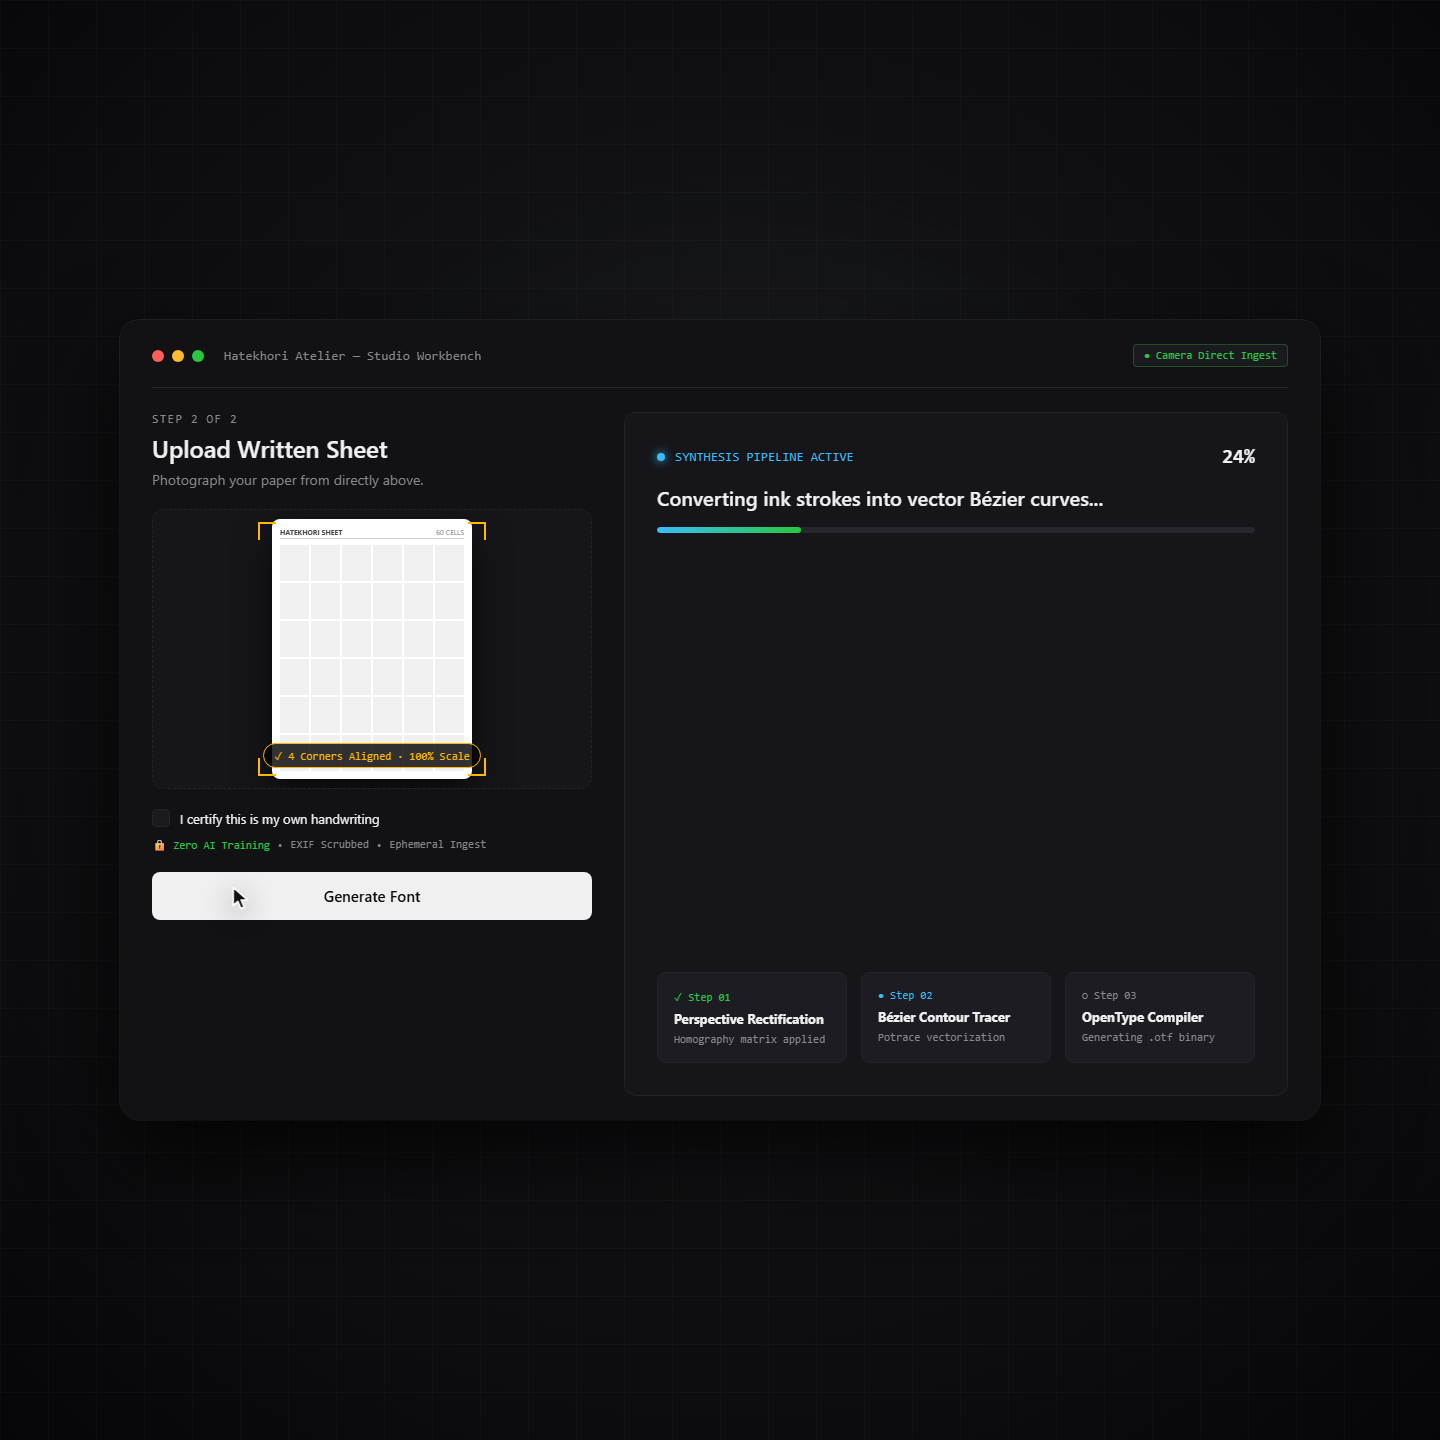 Hatekhori Atelier — Studio Workbench
● Camera Direct Ingest
STEP 2 OF 2
Upload Written Sheet
Photograph your paper from directly above.
HATEKHORI SHEET
60 CELLS
✓ 4 Corners Aligned · 100% Scale
I certify this is my own handwriting
🔒 Zero AI Training • EXIF Scrubbed • Ephemeral Ingest
Generate Font
SYNTHESIS PIPELINE ACTIVE
24%
Converting ink strokes into vector Bézier curves...
✓ Step 01
Perspective Rectification
Homography matrix applied
● Step 02
Bézier Contour Tracer
Potrace vectorization
○ Step 03
OpenType Compiler
Generating .otf binary